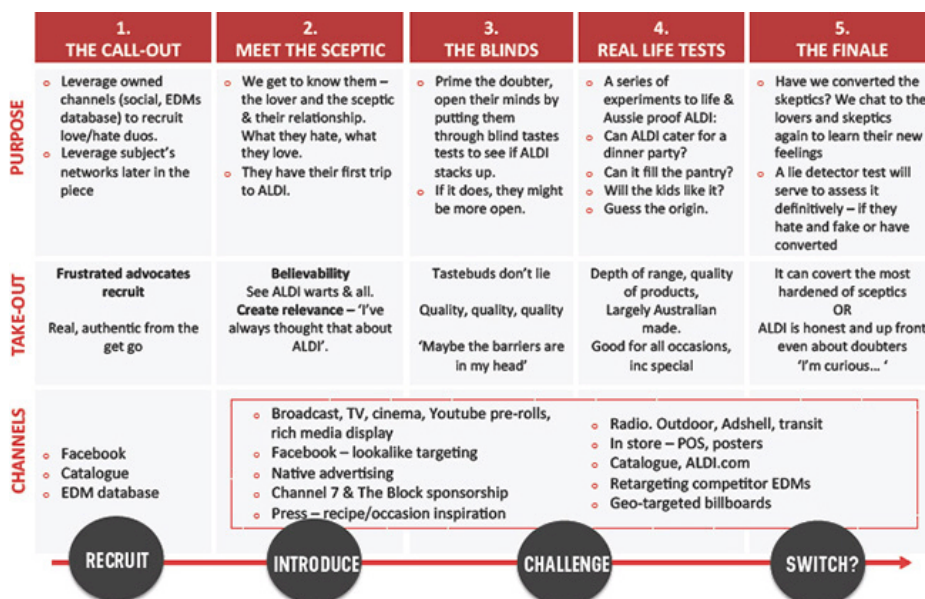 1.
THE CALL-OUT
2.
MEET THE SCEPTIC
3.
THE BLINDS
4.
REAL LIFE TESTS
5.
THE FINALE
PURPOSE
Leverage owned
channels (social, EDMs
database) to recruit
love/hate duos.
Leverage subject's
networks later in the
piece
We get to know them –
the lover and the sceptic
& their relationship.
What they hate, what
they love.
They have their first trip
to ALDI.
Prime the doubter,
open their minds by
putting them
through blind tastes
tests to see if ALDI
stacks up.
If it does, they might
be more open.
A series of
experiments to life &
Aussie proof ALDI:
Can ALDI cater for a
dinner party?
Can it fill the pantry?
Will the kids like it?
Guess the origin.
Have we converted the
skeptics? We chat to the
lovers and skeptics
again to learn their new
feelings
A lie detector test will
serve to assess it
definitively – if they
hate and fake or have
converted
TAKE-OUT
Frustrated advocates
recruit
Real, authentic from the
get go
Believability
See ALDI warts & all.
Create relevance – 'I've
always thought that about
ALDI'.
Tastebuds don't lie
Quality, quality, quality
'Maybe the barriers are
in my head'
Depth of range, quality
of products,
Largely Australian
made.
Good for all occasions,
inc special
It can covert the most
hardened of sceptics
OR
ALDI is honest and up front
even about doubters
'I'm curious... '
CHANNELS
Facebook
Catalogue
EDM database
Broadcast, TV, cinema, Youtube pre-rolls,
rich media display
Facebook – lookalike targeting
Native advertising
Channel 7 & The Block sponsorship
Press – recipe/occasion inspiration
Radio. Outdoor, Adshell, transit
In store – POS, posters
Catalogue, ALDI.com
Retargeting competitor EDMs
Geo-targeted billboards
RECRUIT
INTRODUCE
CHALLENGE
SWITCH?